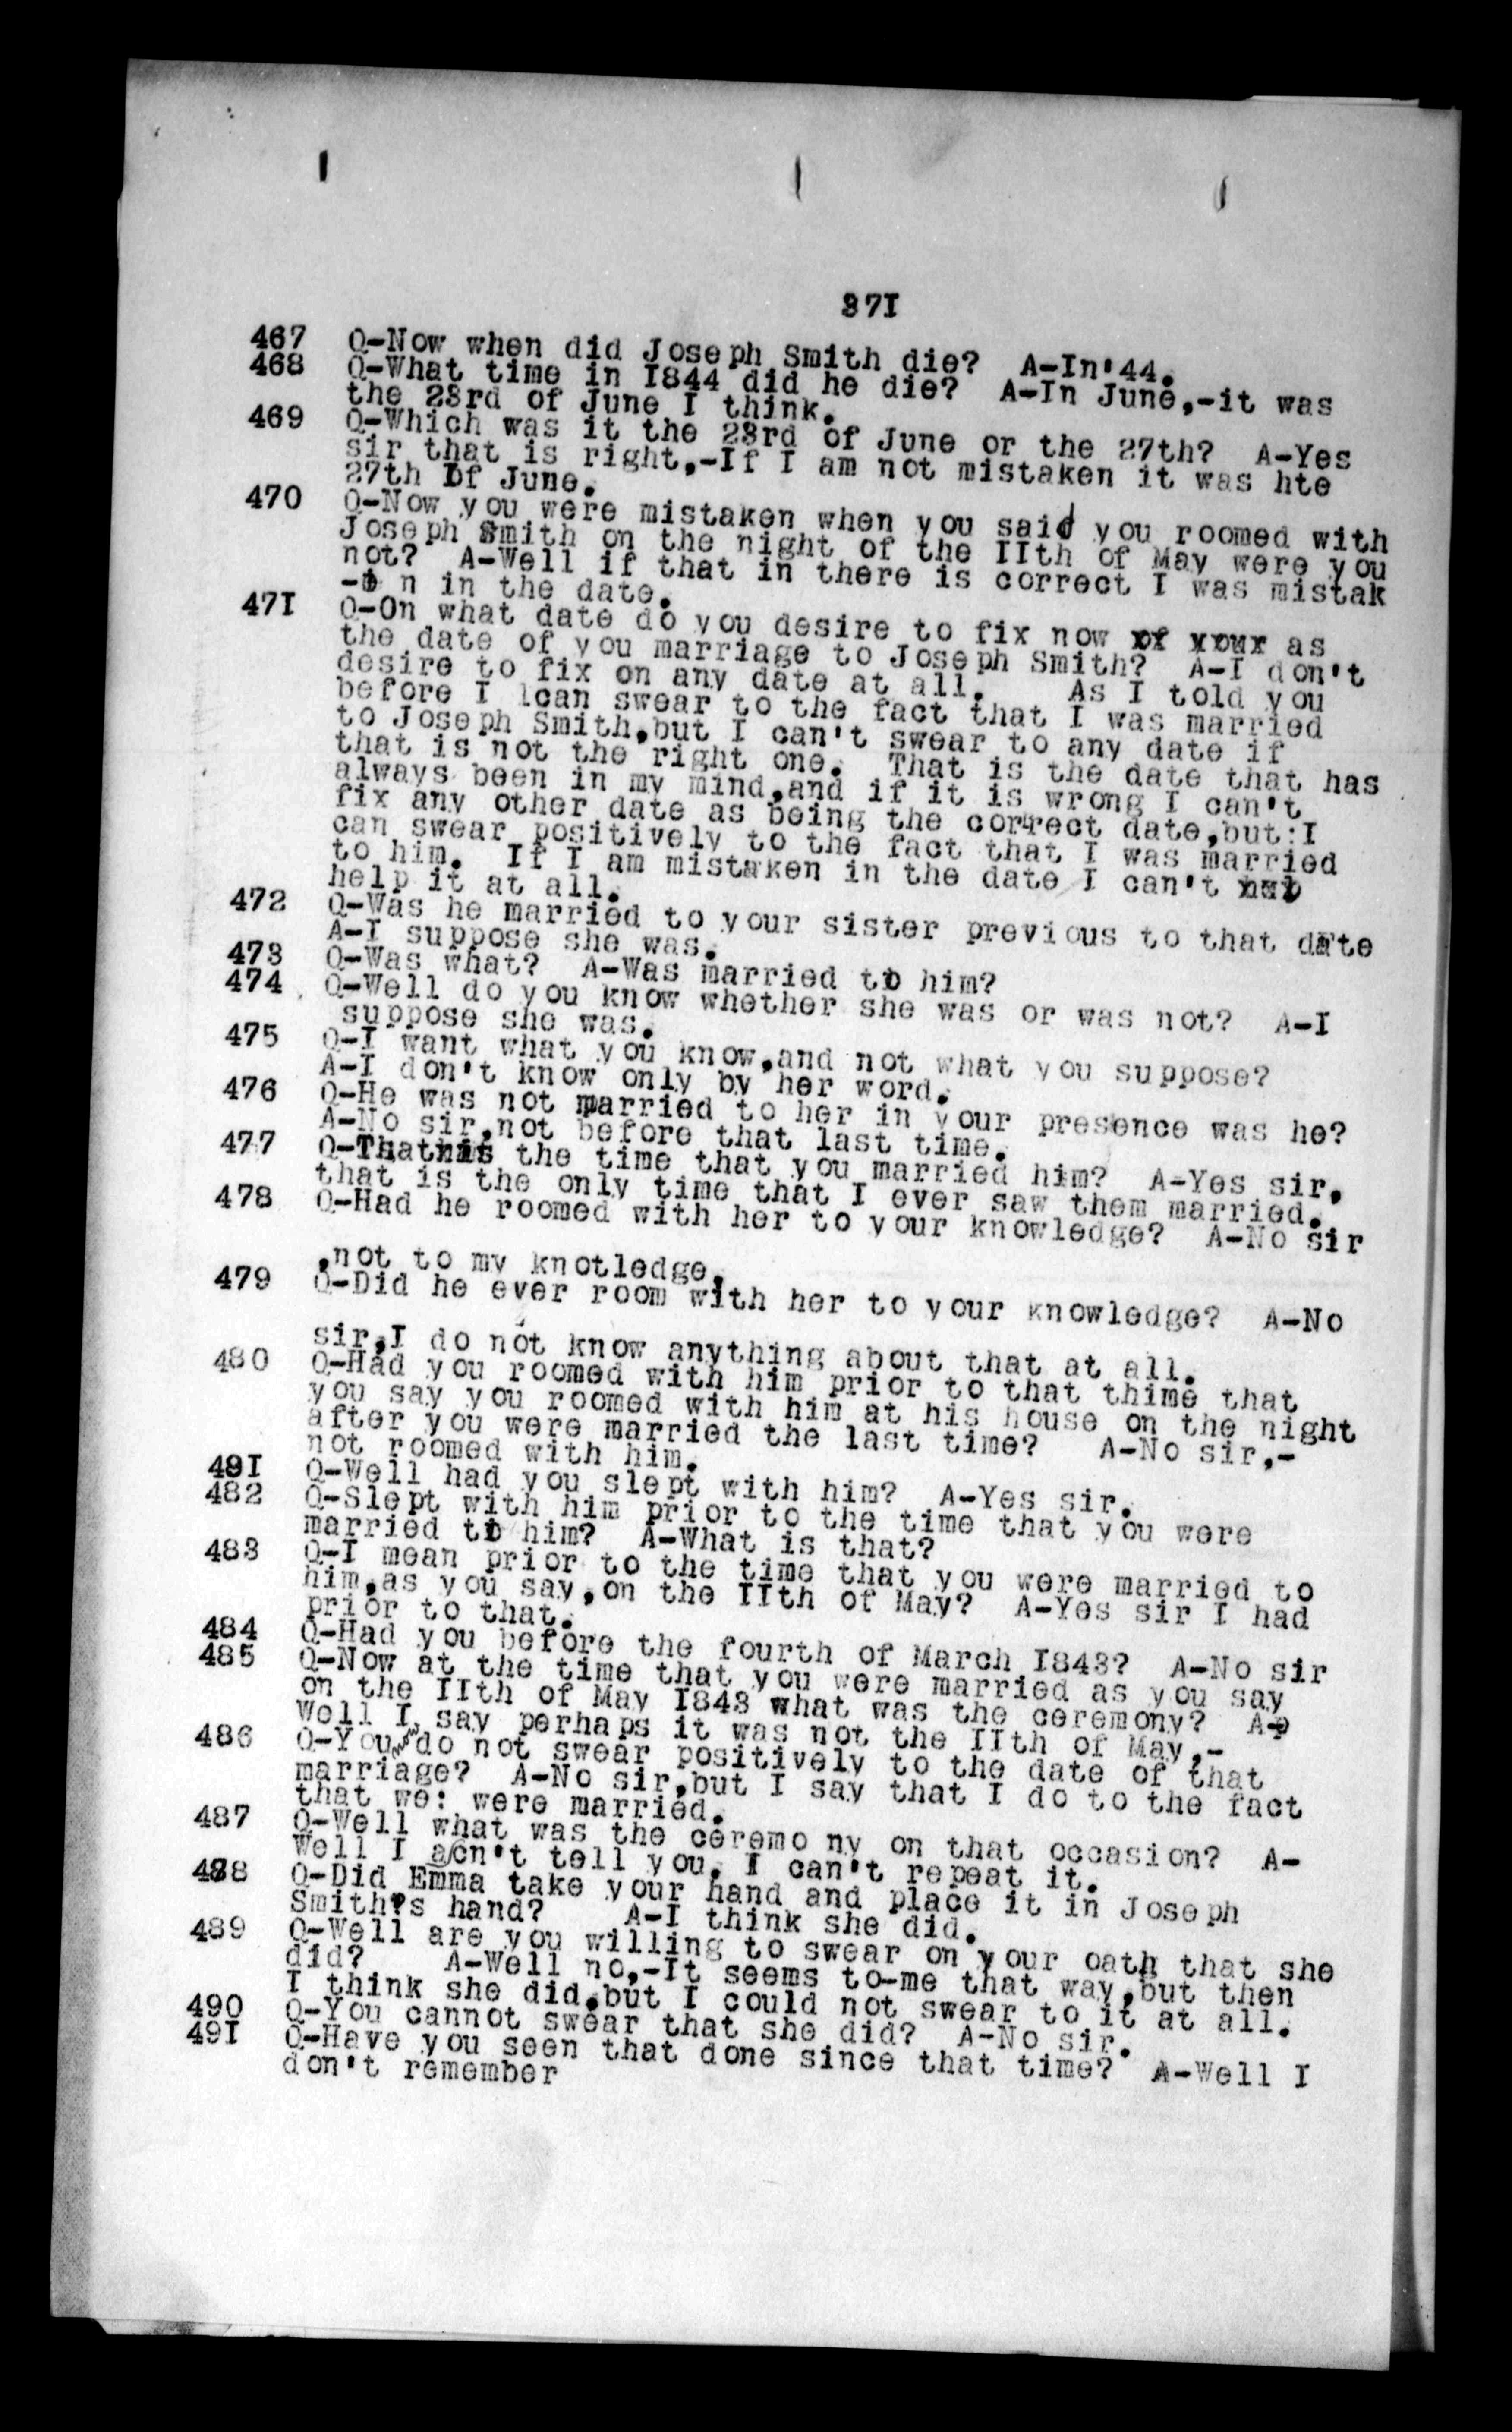 371
467 Q-Now when did Joseph Smith die? A-In'44.
468 Q-What time in I844 did he die? A-In June,-it was
the 23rd of June I think.
469 Q-Which was it the 23rd of June or the 27th? A-Yes
sir that is right,-If I am not mistaken it was hte
27th of June.
470 Q-Now you were mistaken when you said you roomed with
Joseph Smith on the night of the IIth of May were you
not? A-Well if that in there is correct I was mistak
-e n in the date.
47I Q-On what date do you desire to fix now of your as
the date of you marriage to Joseph Smith? A-I don't
desire to fix on any date at all. As I told you
before I lcan swear to the fact that I was married
to Joseph Smith,but I can't swear to any date if
that is not the right one. That is the date that has
always been in my mind,and if it is wrong I can't
fix any other date as being the correct date,but:I
can swear positively to the fact that I was married
to him. If I am mistaken in the date I can't
help it at all.
472 Q-Was he married to your sister previous to that date
A-I suppose she was.
473 Q-Was what? A-Was married to him?
474 Q-Well do you know whether she was or was not? A-I
suppose she was.
475 Q-I want what you know,and not what you suppose?
A-I don't know only by her word.
476 Q-He was not married to her in your presence was he?
A-No sir,not before that last time.
477 Q-That is the time that you married him? A-Yes sir,
that is the only time that I ever saw them married.
478 Q-Had he roomed with her to your knowledge? A-No sir
,not to my knotledge.
479 Q-Did he ever room with her to your knowledge? A-No
sir,I do not know anything about that at all.
480 Q-Had you roomed with him prior to that thime that
you say you roomed with him at his house on the night
after you were married the last time? A-No sir,-
not roomed with him.
481 Q-Well had you slept with him? A-Yes sir.
482 Q-Slept with him prior to the time that you were
married to him? A-What is that?
483 Q-I mean prior to the time that you were married to
him,as you say,on the IIth of May? A-Yes sir I had
prior to that.
484 Q-Had you before the fourth of March I843? A-No sir
485 Q-Now at the time that you were married as you say
on the IIth of May I843 what was the ceremony? A-
Well I say perhaps it was not the IIth of May,-
486 Q-You do not swear positively to the date of that
marriage? A-No sir,but I say that I do to the fact
that we: were married.
487 Q-Well what was the ceremo ny on that occasion? A-
Well I acn't tell you. I can't repeat it.
488 Q-Did Emma take your hand and place it in Joseph
Smith's hand? A-I think she did.
489 Q-Well are you willing to swear on your oath that she
did? A-Well no,-It seems to-me that way,but then
I think she did,but I could not swear to it at all.
490 Q-You cannot swear that she did? A-No sir.
49I Q-Have you seen that done since that time? A-Well I
don't remember